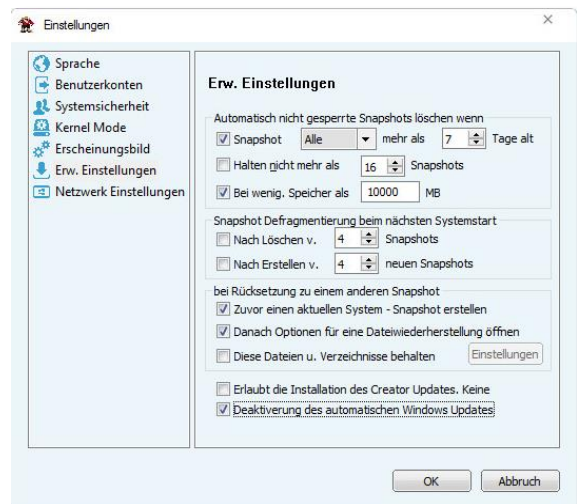 Einstellungen
Sprache
Benutzerkonten
Systemsicherheit
Kernel Mode
Erscheinungsbild
Erw. Einstellungen
Netzwerk Einstellungen
Erw. Einstellungen
Automatisch nicht gesperrte Snapshots löschen wenn
Snapshot Alle mehr als 7 Tage alt
Halten nicht mehr als 16 Snapshots
Bei wenig. Speicher als 10000 MB
Snapshot Defragmentierung beim nächsten Systemstart
Nach Löschen v. 4 Snapshots
Nach Erstellen v. 4 neuen Snapshots
bei Rücksetzung zu einem anderen Snapshot
Zuvor einen aktuellen System - Snapshot erstellen
Danach Optionen für eine Dateiwiederherstellung öffnen
Diese Dateien u. Verzeichnisse behalten Einstellungen
Erlaubt die Installation des Creator Updates. Keine
Deaktiverung des automatischen Windows Updates
OK Abbruch